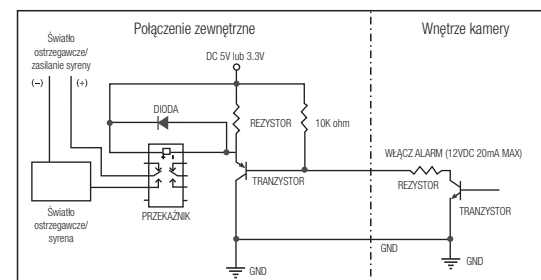 Połączenie zewnętrzne
Wnętrze kamery
Światło
ostrzegawcze/
zasilanie syreny
(–) (+)
DC 5V lub 3.3V
DIODA
REZYSTOR
10K ohm
WŁĄCZ ALARM (12VDC 20mA MAX)
REZYSTOR
TRANZYSTOR
TRANZYSTOR
PRZEKAŹNIK
Światło
ostrzegawcze/
syrena
GND
GND
GND